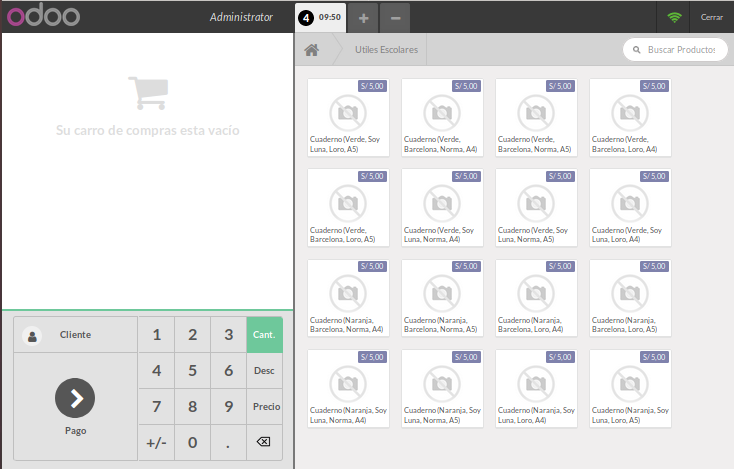 odoo
Administrator
4 09:50
Cerrar
Utiles Escolares
Buscar Productos
Su carro de compras esta vacío
S/ 5,00
Cuaderno (Verde, Soy
Luna, Loro, A5)
S/ 5,00
Cuaderno (Verde,
Barcelona, Norma, A4)
S/ 5,00
Cuaderno (Verde,
Barcelona, Norma, A5)
S/ 5,00
Cuaderno (Verde,
Barcelona, Loro, A4)
S/ 5,00
Cuaderno (Verde,
Barcelona, Loro, A5)
S/ 5,00
Cuaderno (Verde, Soy
Luna, Norma, A4)
S/ 5,00
Cuaderno (Verde, Soy
Luna, Norma, A5)
S/ 5,00
Cuaderno (Verde, Soy
Luna, Loro, A4)
S/ 5,00
Cuaderno (Naranja,
Barcelona, Norma, A4)
S/ 5,00
Cuaderno (Naranja,
Barcelona, Norma, A5)
S/ 5,00
Cuaderno (Naranja,
Barcelona, Loro, A4)
S/ 5,00
Cuaderno (Naranja,
Barcelona, Loro, A5)
S/ 5,00
Cuaderno (Naranja, Soy
Luna, Norma, A4)
S/ 5,00
Cuaderno (Naranja, Soy
Luna, Norma, A5)
S/ 5,00
Cuaderno (Naranja, Soy
Luna, Loro, A4)
S/ 5,00
Cuaderno (Naranja, Soy
Luna, Loro, A5)
Cliente
1 2 3 Cant.
4 5 6 Desc
7 8 9 Precio
+/- 0 .
Pago